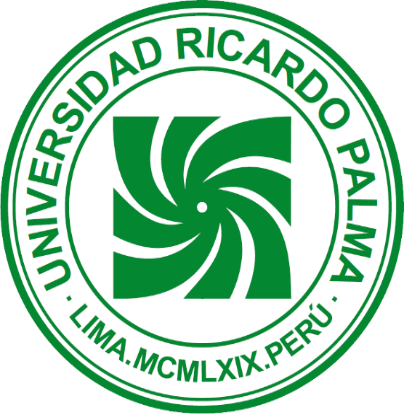 UNIVERSIDAD RICARDO PALMA
· LIMA.MCMLXIX.PERÚ ·